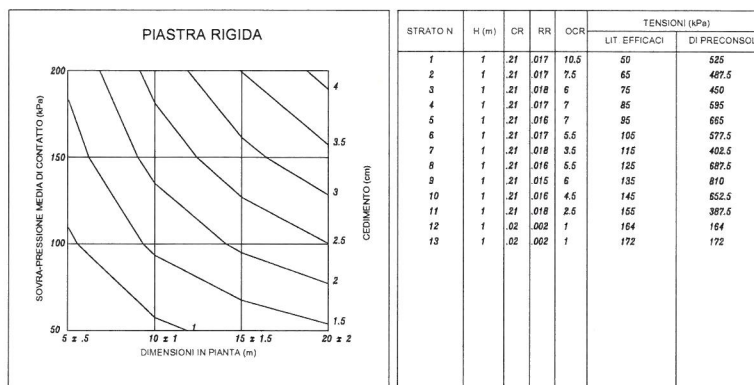 PIASTRA RIGIDA
SOVRA-PRESSIONE MEDIA DI CONTATTO (kPa)
200
150
100
50
5 x .5
10 x 1
15 x 1.5
20 x 2
DIMENSIONI IN PIANTA (m)
1
1.5
2
2.5
3
3.5
4
CEDIMENTO (cm)
STRATO N H (m) CR RR OCR TENSIONI (kPa)
LIT. EFFICACI DI PRECONSOL
1 1 .21 .017 10.5 50 525
2 1 .21 .017 7.5 65 487.5
3 1 .21 .018 6 75 450
4 1 .21 .017 7 85 595
5 1 .21 .016 7 95 665
6 1 .21 .017 5.5 105 577.5
7 1 .21 .018 3.5 115 402.5
8 1 .21 .016 5.5 125 687.5
9 1 .21 .015 6 135 810
10 1 .21 .016 4.5 145 652.5
11 1 .21 .018 2.5 155 387.5
12 1 .02 .002 1 164 164
13 1 .02 .002 1 172 172